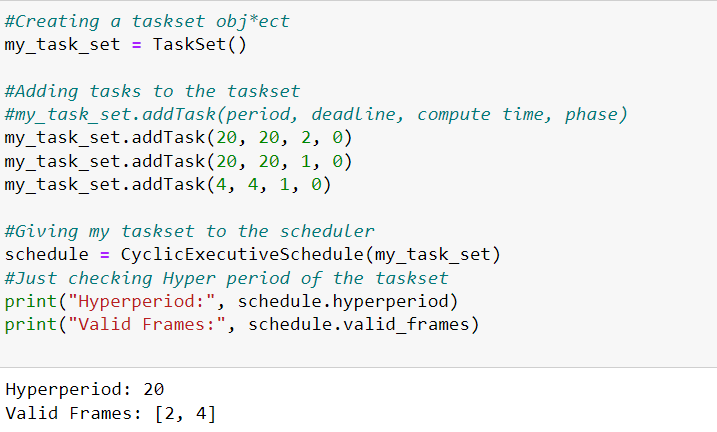 #Creating a taskset obj*ect
my_task_set = TaskSet()
#Adding tasks to the taskset
#my_task_set.addTask(period, deadline, compute time, phase)
my_task_set.addTask(20, 20, 2, 0)
my_task_set.addTask(20, 20, 1, 0)
my_task_set.addTask(4, 4, 1, 0)
#Giving my taskset to the scheduler
schedule = CyclicExecutiveSchedule(my_task_set)
#Just checking Hyper period of the taskset
print("Hyperperiod:", schedule.hyperperiod)
print("Valid Frames:", schedule.valid_frames)
Hyperperiod: 20
Valid Frames: [2, 4]